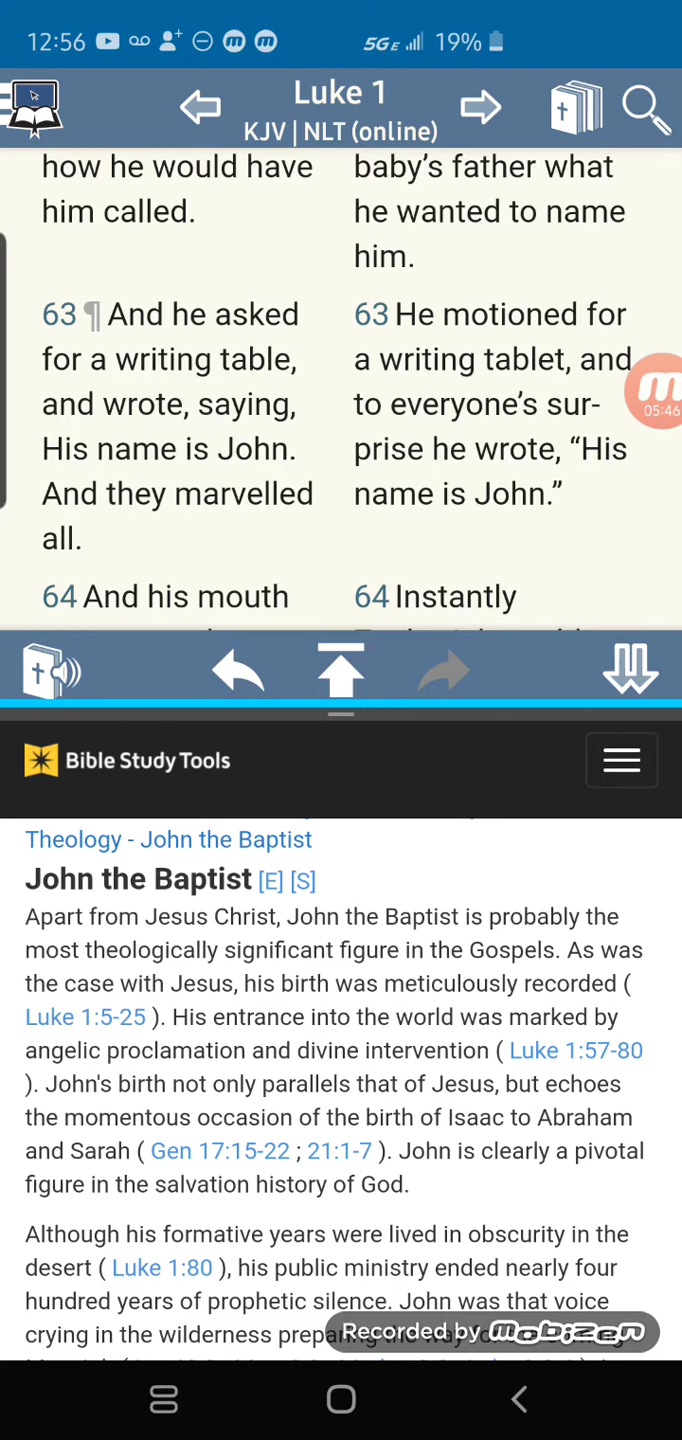 12:56
5GE 19%
Luke 1
KJV | NLT (online)
how he would have
him called.
63 ¶ And he asked
for a writing table,
and wrote, saying,
His name is John.
And they marvelled
all.
64 And his mouth
baby's father what
he wanted to name
him.
63 He motioned for
a writing tablet, and
to everyone's sur-
prise he wrote, “His
name is John.”
64 Instantly
05:46
Bible Study Tools
Theology - John the Baptist
John the Baptist [E] [S]
Apart from Jesus Christ, John the Baptist is probably the
most theologically significant figure in the Gospels. As was
the case with Jesus, his birth was meticulously recorded (
Luke 1:5-25 ). His entrance into the world was marked by
angelic proclamation and divine intervention ( Luke 1:57-80
). John's birth not only parallels that of Jesus, but echoes
the momentous occasion of the birth of Isaac to Abraham
and Sarah ( Gen 17:15-22 ; 21:1-7 ). John is clearly a pivotal
figure in the salvation history of God.
Although his formative years were lived in obscurity in the
desert ( Luke 1:80 ), his public ministry ended nearly four
hundred years of prophetic silence. John was that voice
crying in the wilderness preparing the way for the
Recorded by mobizen